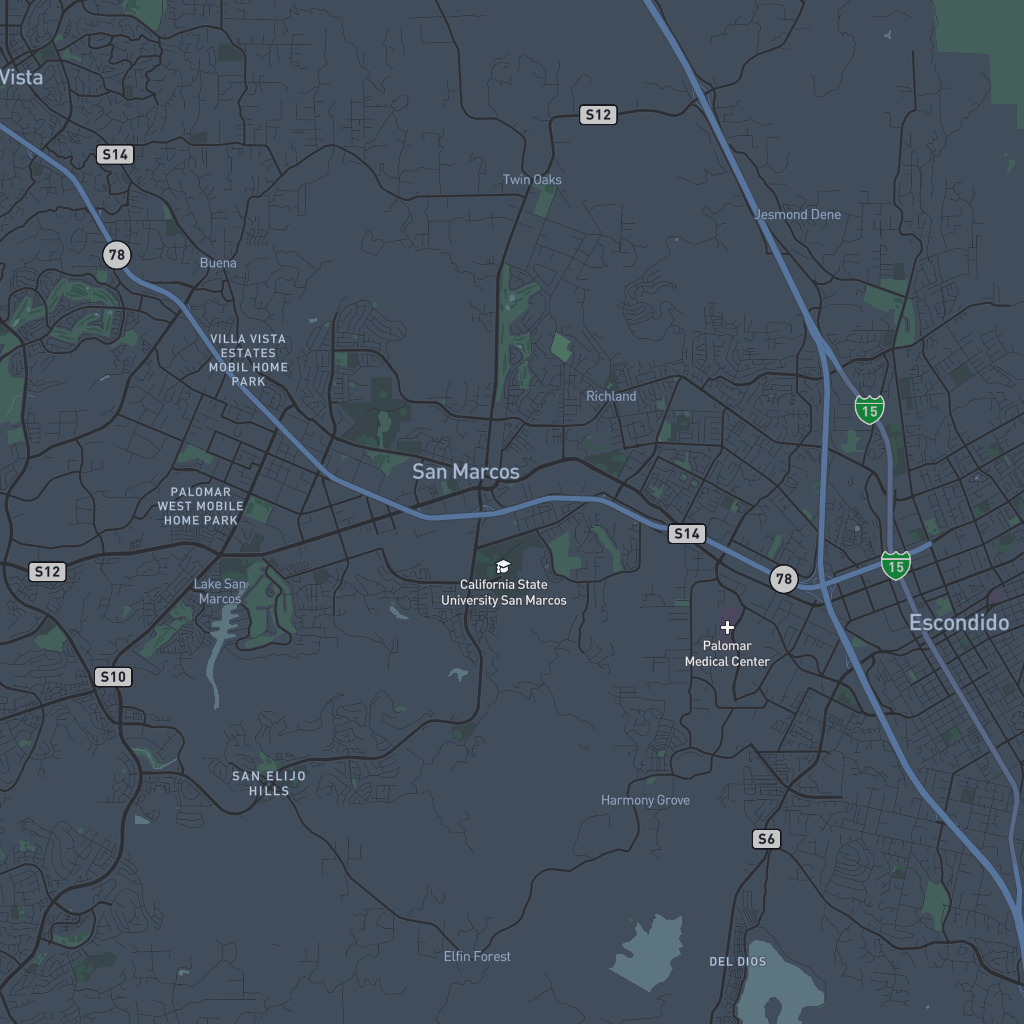 Vista
S12
S14
Twin Oaks
Jesmond Dene
78
Buena
VILLA VISTA
ESTATES
MOBIL HOME
PARK
Richland
15
San Marcos
PALOMAR
WEST MOBILE
HOME PARK
S14
S12
15
78
California State
University San Marcos
Lake San
Marcos
Escondido
Palomar
Medical Center
S10
SAN ELIJO
HILLS
Harmony Grove
S6
Elfin Forest
DEL DIOS